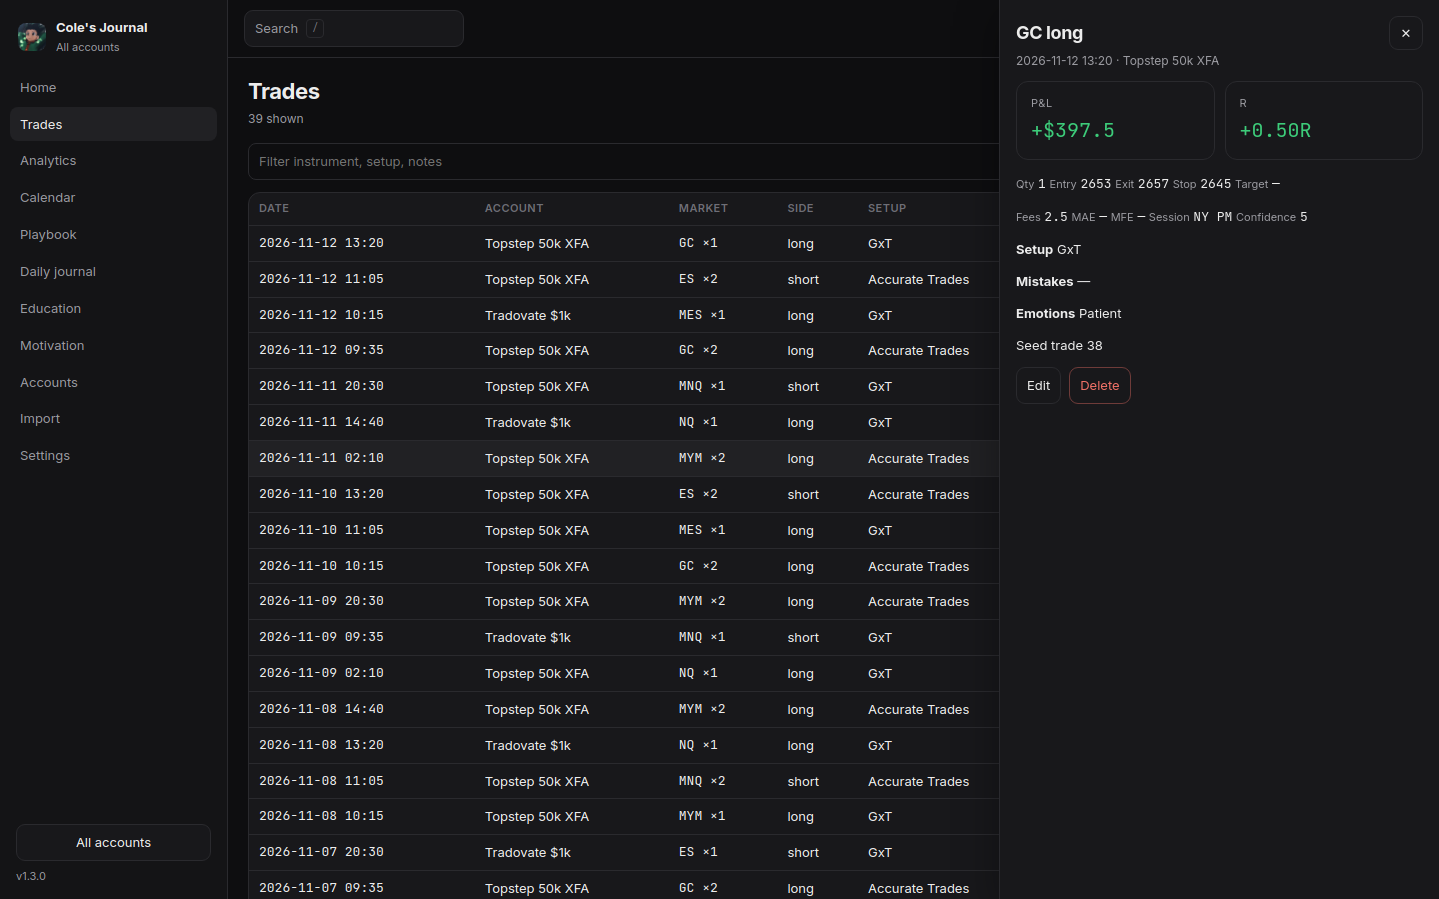 Cole's Journal
All accounts
Home
Trades
Analytics
Calendar
Playbook
Daily journal
Education
Motivation
Accounts
Import
Settings
All accounts
v1.3.0
Search /
Trades
39 shown
Filter instrument, setup, notes
DATE ACCOUNT MARKET SIDE SETUP
2026-11-12 13:20 Topstep 50k XFA GC ×1 long GxT
2026-11-12 11:05 Topstep 50k XFA ES ×2 short Accurate Trades
2026-11-12 10:15 Tradovate $1k MES ×1 long GxT
2026-11-12 09:35 Topstep 50k XFA GC ×2 long Accurate Trades
2026-11-11 20:30 Topstep 50k XFA MNQ ×1 short GxT
2026-11-11 14:40 Tradovate $1k NQ ×1 long GxT
2026-11-11 02:10 Topstep 50k XFA MYM ×2 long Accurate Trades
2026-11-10 13:20 Topstep 50k XFA ES ×2 short Accurate Trades
2026-11-10 11:05 Topstep 50k XFA MES ×1 long GxT
2026-11-10 10:15 Topstep 50k XFA GC ×2 long Accurate Trades
2026-11-09 20:30 Topstep 50k XFA MYM ×2 long Accurate Trades
2026-11-09 09:35 Tradovate $1k MNQ ×1 short GxT
2026-11-09 02:10 Topstep 50k XFA NQ ×1 long GxT
2026-11-08 14:40 Topstep 50k XFA MYM ×2 long Accurate Trades
2026-11-08 13:20 Tradovate $1k NQ ×1 long GxT
2026-11-08 11:05 Topstep 50k XFA MNQ ×2 short Accurate Trades
2026-11-08 10:15 Topstep 50k XFA MYM ×1 long GxT
2026-11-07 20:30 Tradovate $1k ES ×1 short GxT
2026-11-07 09:35 Topstep 50k XFA GC ×2 long Accurate Trades
GC long
×
2026-11-12 13:20 · Topstep 50k XFA
P&L
+$397.5
R
+0.50R
Qty 1 Entry 2653 Exit 2657 Stop 2645 Target —
Fees 2.5 MAE — MFE — Session NY PM Confidence 5
Setup GxT
Mistakes —
Emotions Patient
Seed trade 38
Edit
Delete